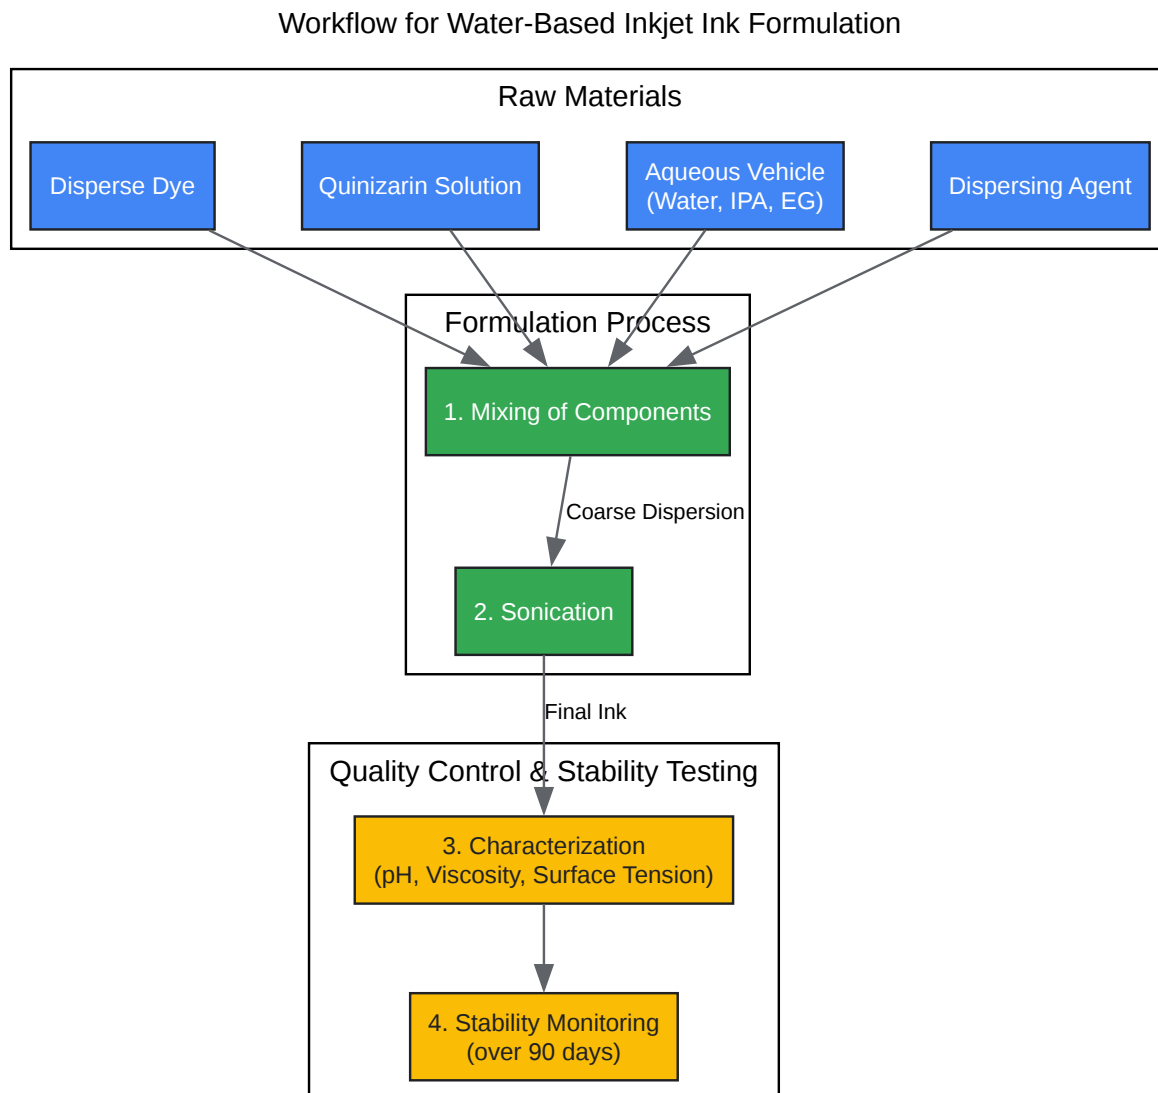 Workflow for Water-Based Inkjet Ink Formulation
Raw Materials
Disperse Dye
Quinizarin Solution
Aqueous Vehicle
(Water, IPA, EG)
Dispersing Agent
Formulation Process
1. Mixing of Components
Coarse Dispersion
2. Sonication
Final Ink
Quality Control & Stability Testing
3. Characterization
(pH, Viscosity, Surface Tension)
4. Stability Monitoring
(over 90 days)